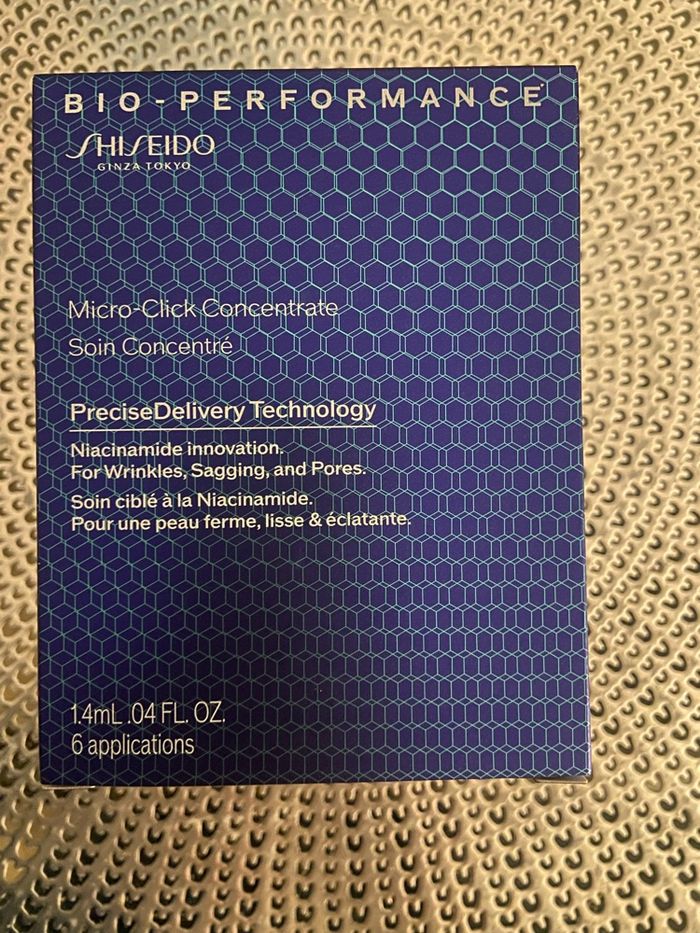 BIO-PERFORMANCE
SHISEIDO
GINZA TOKYO
Micro-Click Concentrate
Soin Concentré
PreciseDelivery Technology
Niacinamide innovation.
For Wrinkles, Sagging, and Pores.
Soin ciblé à la Niacinamide.
Pour une peau ferme, lisse & éclatante.
1.4mL .04 FL. OZ.
6 applications